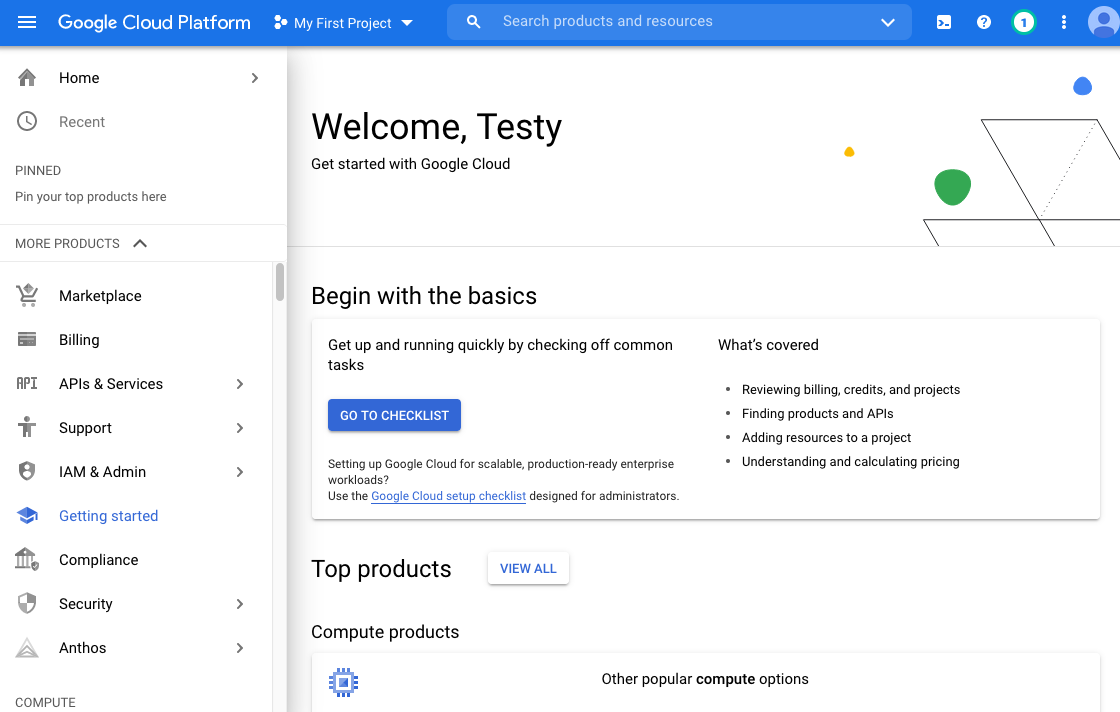 Google Cloud Platform
My First Project
Search products and resources
1
Home
Recent
PINNED
Pin your top products here
MORE PRODUCTS
Marketplace
Billing
API
APIs & Services
Support
IAM & Admin
Getting started
Compliance
Security
Anthos
COMPUTE
Welcome, Testy
Get started with Google Cloud
Begin with the basics
Get up and running quickly by checking off common
tasks
GO TO CHECKLIST
Setting up Google Cloud for scalable, production-ready enterprise
workloads?
Use the Google Cloud setup checklist designed for administrators.
What's covered
• Reviewing billing, credits, and projects
• Finding products and APIs
• Adding resources to a project
• Understanding and calculating pricing
Top products
VIEW ALL
Compute products
Other popular compute options